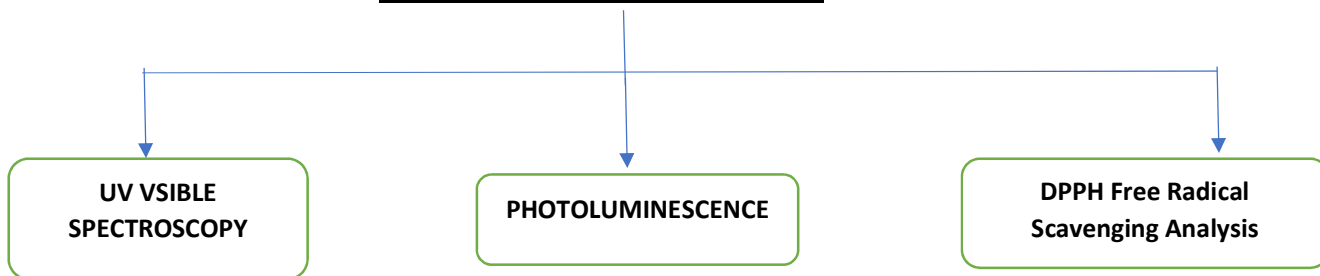 UV VSIBLE
SPECTROSCOPY
PHOTOLUMINESCENCE
DPPH Free Radical
Scavenging Analysis